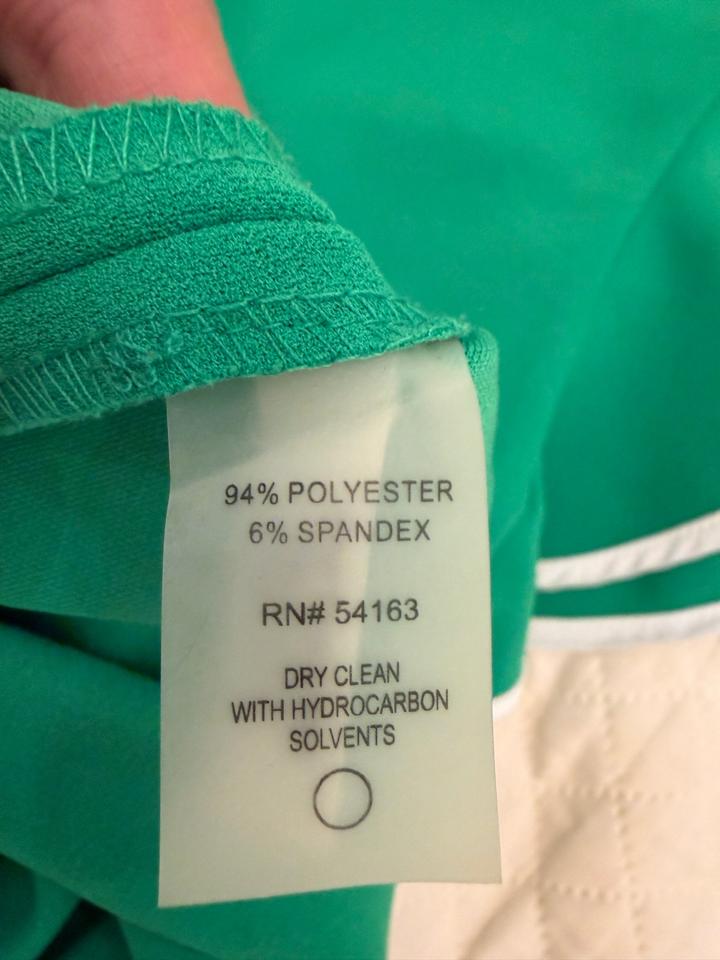 94% POLYESTER
6% SPANDEX
RN# 54163
DRY CLEAN
WITH HYDROCARBON
SOLVENTS